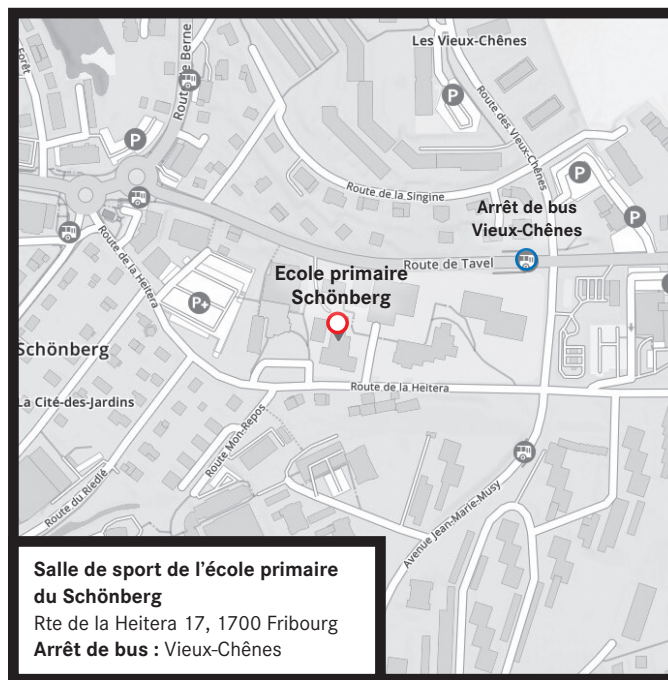 Les Vieux-Chênes
Forêt
Route de Berne
P
P
Route des Vieux-Chênes
P
Route de la Singine
P
Arrêt de bus
Vieux-Chênes
Route de la Heitera
Route de Tavel
Ecole primaire
Schönberg
P+
Schönberg
Route de la Heitera
La Cité-des-Jardins
Route Mon-Repos
Route du Riedlé
Avenue Jean-Marie-Musy
Salle de sport de l’école primaire
du Schönberg
Rte de la Heitera 17, 1700 Fribourg
Arrêt de bus : Vieux-Chênes